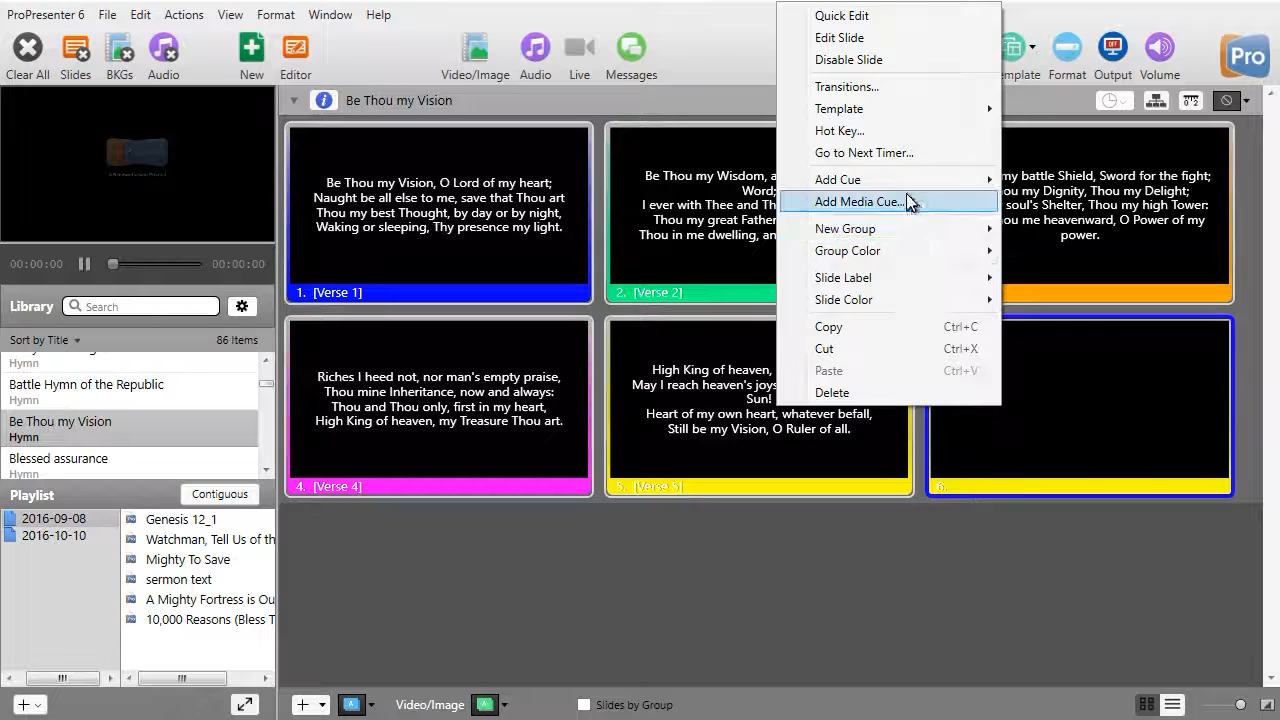 ProPresenter 6 File Edit Actions View Format Window Help
Clear All Slides BKGs Audio New Editor Video/Image Audio Live Messages Template Format Output Volume
Pro
Be Thou my Vision
Quick Edit
Edit Slide
Disable Slide
Transitions...
Template
Hot Key...
Go to Next Timer...
Add Cue
Add Media Cue...
New Group
Group Color
Slide Label
Slide Color
Copy Ctrl+C
Cut Ctrl+X
Paste Ctrl+V
Delete
Be Thou my Vision, O Lord of my heart;
Naught be all else to me, save that Thou art
Thou my best Thought, by day or by night,
Waking or sleeping, Thy presence my light.
1. [Verse 1]
Be Thou my Wisdom, a
Word;
I ever with Thee and Th
Thou my great Father
Thou in me dwelling, an
2. [Verse 2]
my battle Shield, Sword for the fight;
ou my Dignity, Thou my Delight;
soul's Shelter, Thou my high Tower:
ou me heavenward, O Power of my
power.
Riches I heed not, nor man's empty praise,
Thou mine Inheritance, now and always:
Thou and Thou only, first in my heart,
High King of heaven, my Treasure Thou art.
4. [Verse 4]
High King of heaven,
May I reach heaven's joys
Sun!
Heart of my own heart, whatever befall,
Still be my Vision, O Ruler of all.
5. [Verse 5]
6.
00:00:00 00:00:00
Library Search
Sort by Title 86 Items
Hymn
Battle Hymn of the Republic
Hymn
Be Thou my Vision
Hymn
Blessed assurance
Hymn
Playlist Contiguous
2016-09-08
2016-10-10
Genesis 12_1
Watchman, Tell Us of th
Mighty To Save
sermon text
A Mighty Fortress is Ou
10,000 Reasons (Bless T
Video/Image Slides by Group